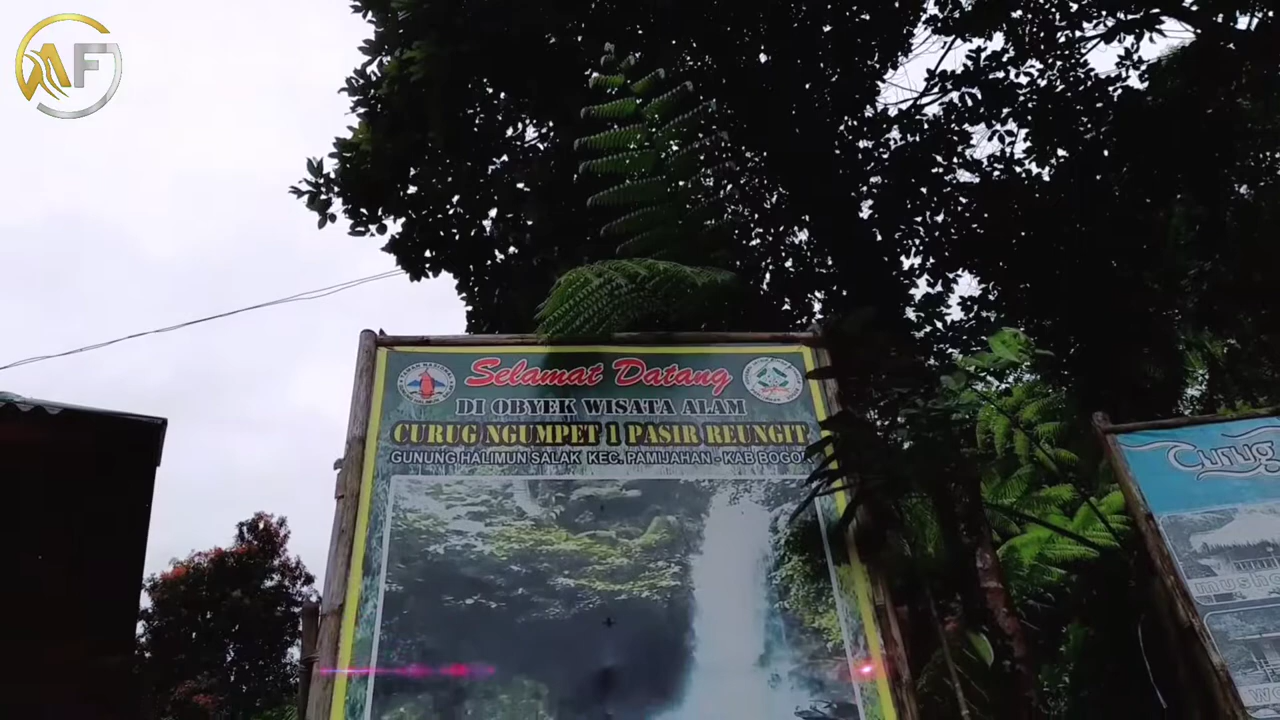 AF
Selamat Datang
DI OBYEK WISATA ALAM
CURUG NGUMPET 1 PASIR REUNGIT
GUNUNG HALIMUN SALAK KEC. PAMIJAHAN - KAB BOGOR
Curug